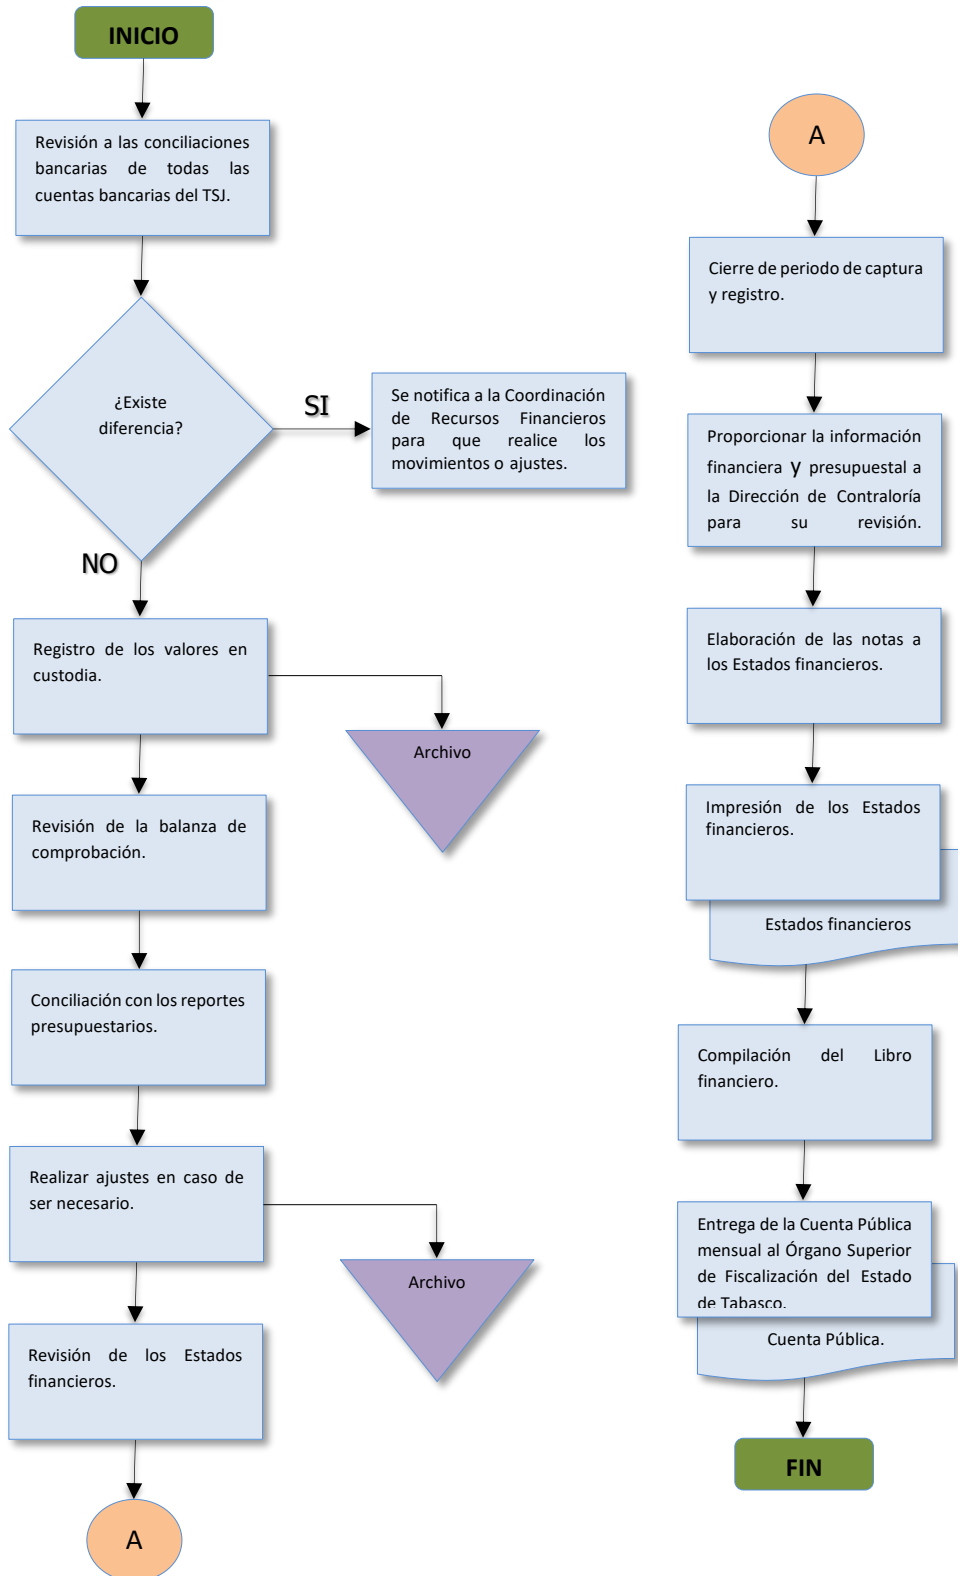 INICIO
Revisión a las conciliaciones
bancarias de todas las
cuentas bancarias del TSJ.
¿Existe
diferencia?
SI
Se notifica a la Coordinación
de Recursos Financieros
para que realice los
movimientos o ajustes.
NO
Registro de los valores en
custodia.
Archivo
Revisión de la balanza de
comprobación.
Conciliación con los reportes
presupuestarios.
Realizar ajustes en caso de
ser necesario.
Archivo
Revisión de los Estados
financieros.
A
A
Cierre de periodo de captura
y registro.
Proporcionar la información
financiera y presupuestal a
la Dirección de Contraloría
para su revisión.
Elaboración de las notas a
los Estados financieros.
Impresión de los Estados
financieros.
Estados financieros
Compilación del Libro
financiero.
Entrega de la Cuenta Pública
mensual al Órgano Superior
de Fiscalización del Estado
de Tabasco.
Cuenta Pública.
FIN